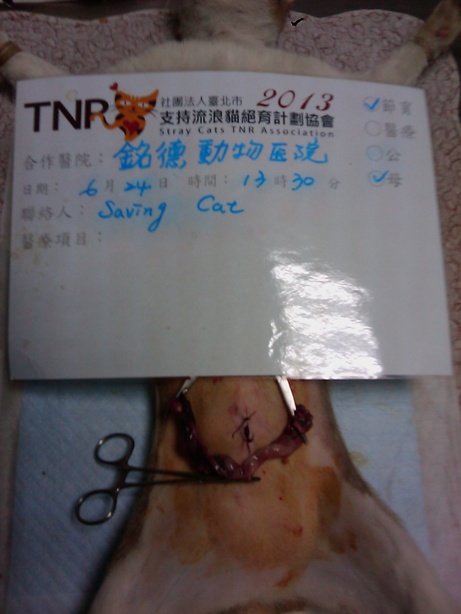 TNR 社團法人臺北市 2013
支持流浪貓絕育計劃協會
Stray Cats TNR Association
合作醫院：銘德動物医院
日期：6月24日 時間：13時30分
聯絡人：Saving Cat
醫療項目：
節育
醫療
公
母